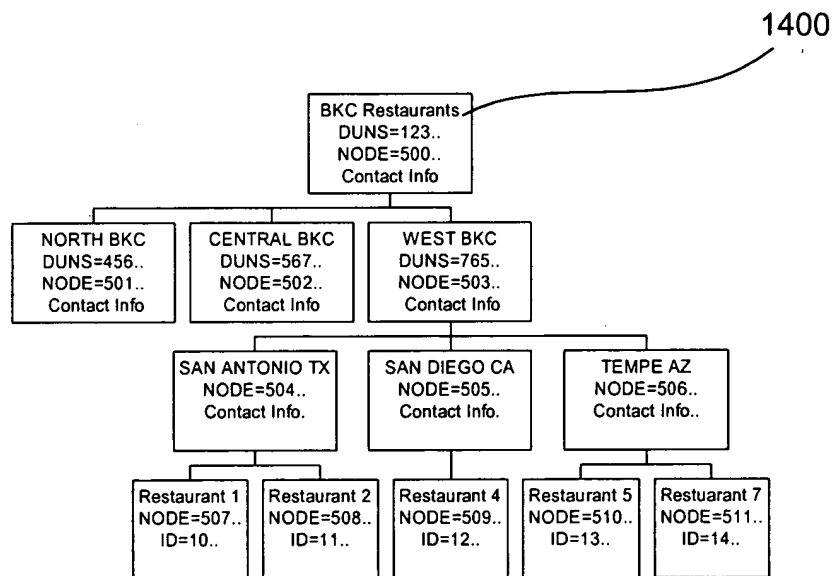 1400
BKC Restaurants
DUNS=123..
NODE=500..
Contact Info
NORTH BKC
DUNS=456..
NODE=501..
Contact Info
CENTRAL BKC
DUNS=567..
NODE=502..
Contact Info
WEST BKC
DUNS=765..
NODE=503..
Contact Info
SAN ANTONIO TX
NODE=504..
Contact Info.
SAN DIEGO CA
NODE=505..
Contact Info.
TEMPE AZ
NODE=506..
Contact Info..
Restaurant 1
NODE=507..
ID=10..
Restaurant 2
NODE=508..
ID=11..
Restaurant 4
NODE=509..
ID=12..
Restaurant 5
NODE=510..
ID=13..
Restuarant 7
NODE=511..
ID=14..